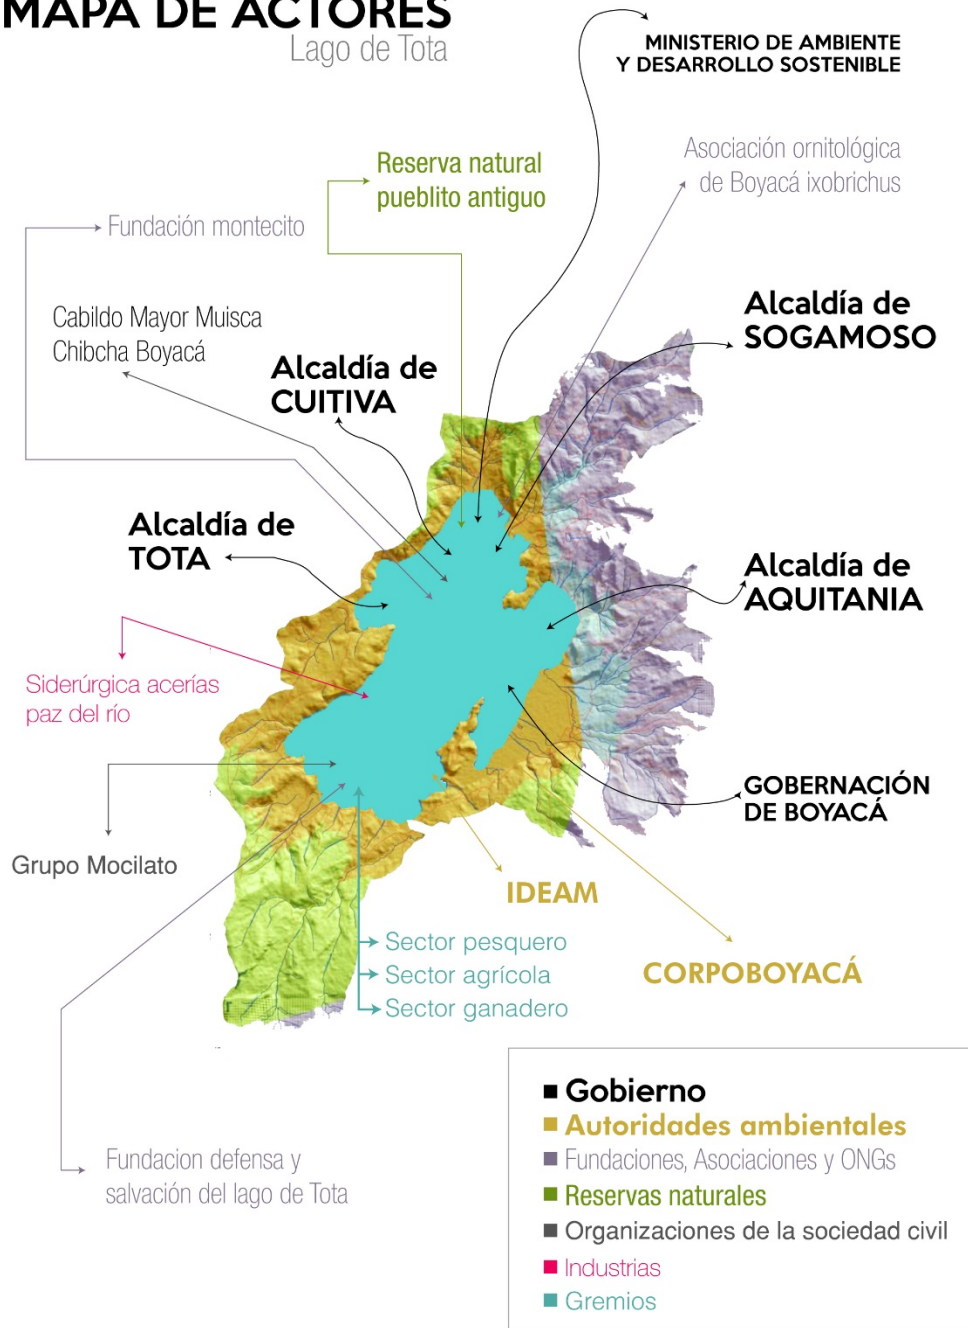 MAPA DE ACTORES
Lago de Tota
MINISTERIO DE AMBIENTE
Y DESARROLLO SOSTENIBLE
Asociación ornitológica
de Boyacá ixobrichus
Reserva natural
pueblito antiguo
Fundación montecito
Cabildo Mayor Muisca
Chibcha Boyacá
Alcaldía de
SOGAMOSO
Alcaldía de
CUITIVA
Alcaldía de
TOTA
Alcaldía de
AQUITANIA
Siderúrgica acerías
paz del río
GOBERNACIÓN
DE BOYACÁ
Grupo Mocilato
IDEAM
Sector pesquero
Sector agrícola
Sector ganadero
CORPOBOYACÁ
Fundacion defensa y
salvación del lago de Tota
Gobierno
Autoridades ambientales
Fundaciones, Asociaciones y ONGs
Reservas naturales
Organizaciones de la sociedad civil
Industrias
Gremios